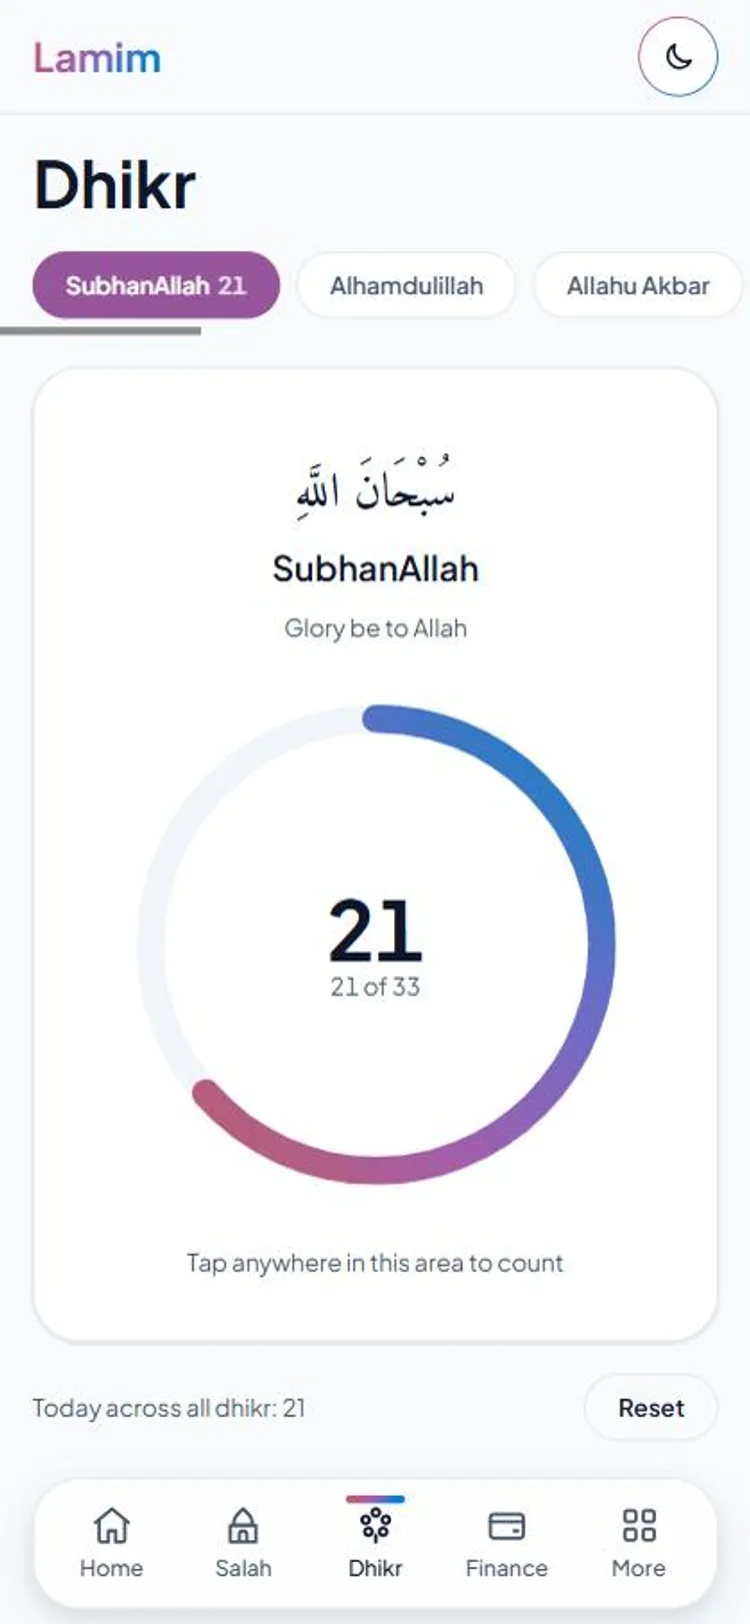 Lamim
Dhikr
SubhanAllah 21
Alhamdulillah
Allahu Akbar
سُبْحَانَ اللَّهِ
SubhanAllah
Glory be to Allah
21
21 of 33
Tap anywhere in this area to count
Today across all dhikr: 21
Reset
Home
Salah
Dhikr
Finance
More